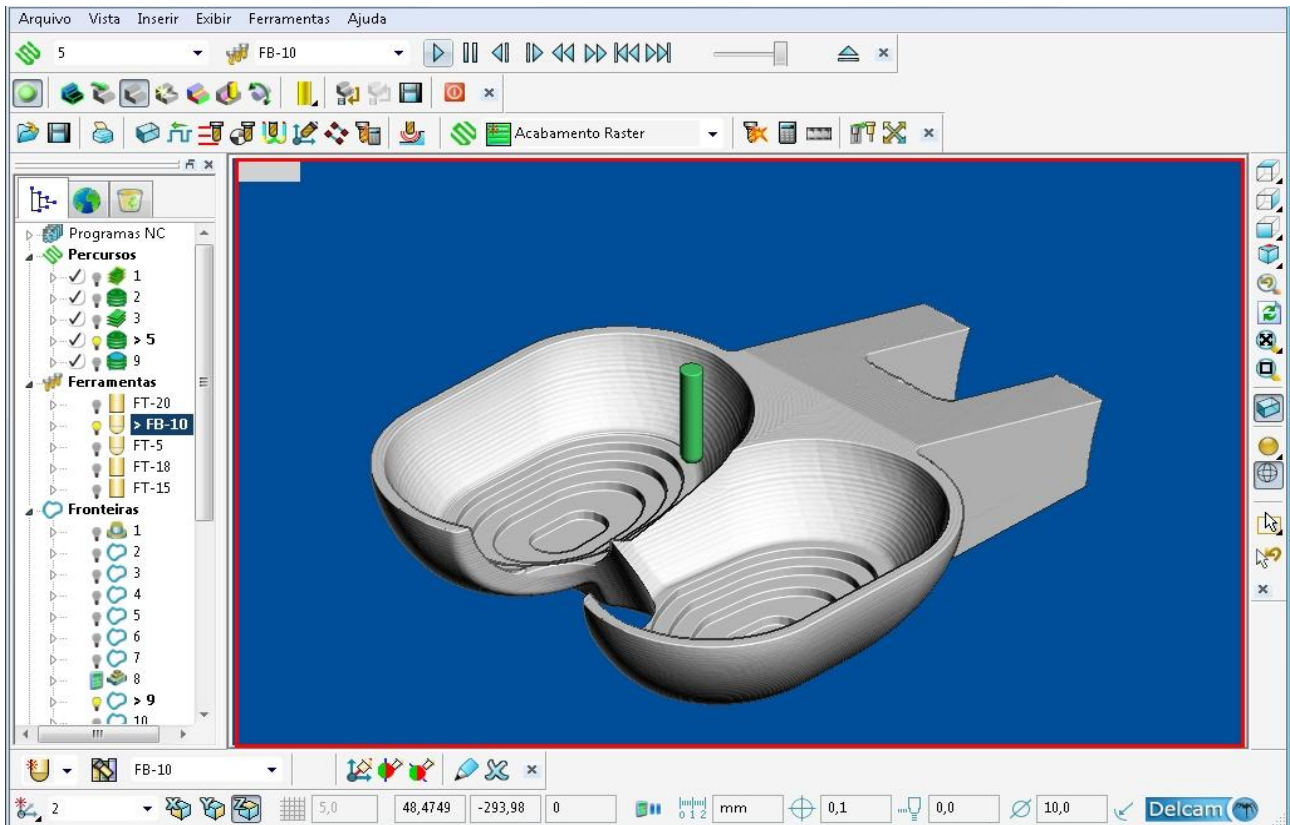 Arquivo Vista Inserir Exibir Ferramentas Ajuda
5 FB-10
Acabamento Raster
Programas NC
Percursos
1
2
3
> 5
9
Ferramentas
FT-20
> FB-10
FT-5
FT-18
FT-15
Fronteiras
1
2
3
4
5
6
7
8
> 9
10
FB-10
2 5,0 48,4749 -293,98 0 0 1 2 mm 0,1 0,0 10,0 Delcam